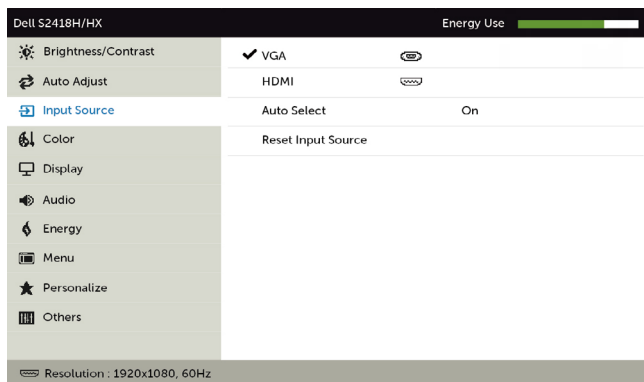 Dell S2418H/HX
Energy Use
Brightness/Contrast
Auto Adjust
Input Source
Color
Display
Audio
Energy
Menu
Personalize
Others
VGA
HDMI
Auto Select On
Reset Input Source
Resolution : 1920x1080, 60Hz